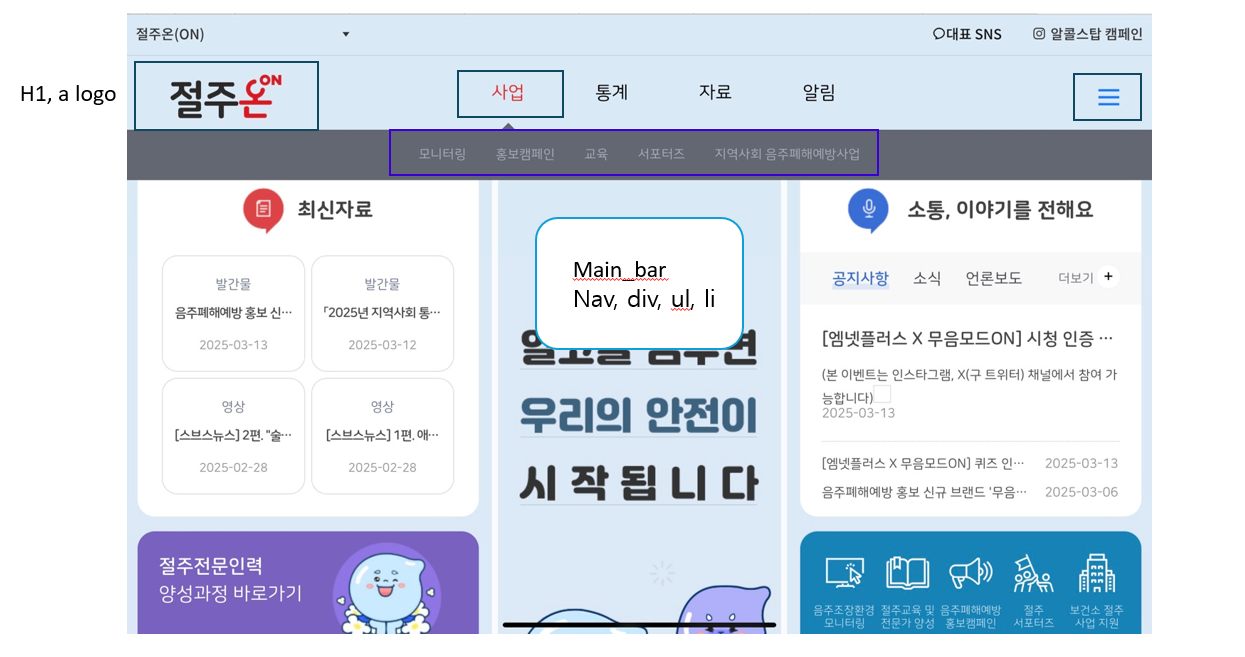 절주온(ON)
대표 SNS
알콜스탑 캠페인
H1, a logo
절주온ON
사업
통계
자료
알림
모니터링
홍보캠페인
교육
서포터즈
지역사회 음주폐해예방사업
최신자료
발간물
음주폐해예방 홍보 신…
2025-03-13
발간물
「2025년 지역사회 통…
2025-03-12
영상
[스브스뉴스] 2편. "술…
2025-02-28
영상
[스브스뉴스] 1편. 애…
2025-02-28
절주전문인력
양성과정 바로가기
Main_bar
Nav, div, ul, li
우리의 안전이
시작됩니다
소통, 이야기를 전해요
공지사항
소식
언론보도
더보기 +
[엠넷플러스 X 무음모드ON] 시청 인증 …
(본 이벤트는 인스타그램, X(구 트위터) 채널에서 참여 가
능합니다)
2025-03-13
[엠넷플러스 X 무음모드ON] 퀴즈 인… 2025-03-13
음주폐해예방 홍보 신규 브랜드 '무음… 2025-03-06
음주조장환경
모니터링
절주교육 및
전문가 양성
음주폐해예방
홍보캠페인
절주
서포터즈
보건소 절주
사업 지원